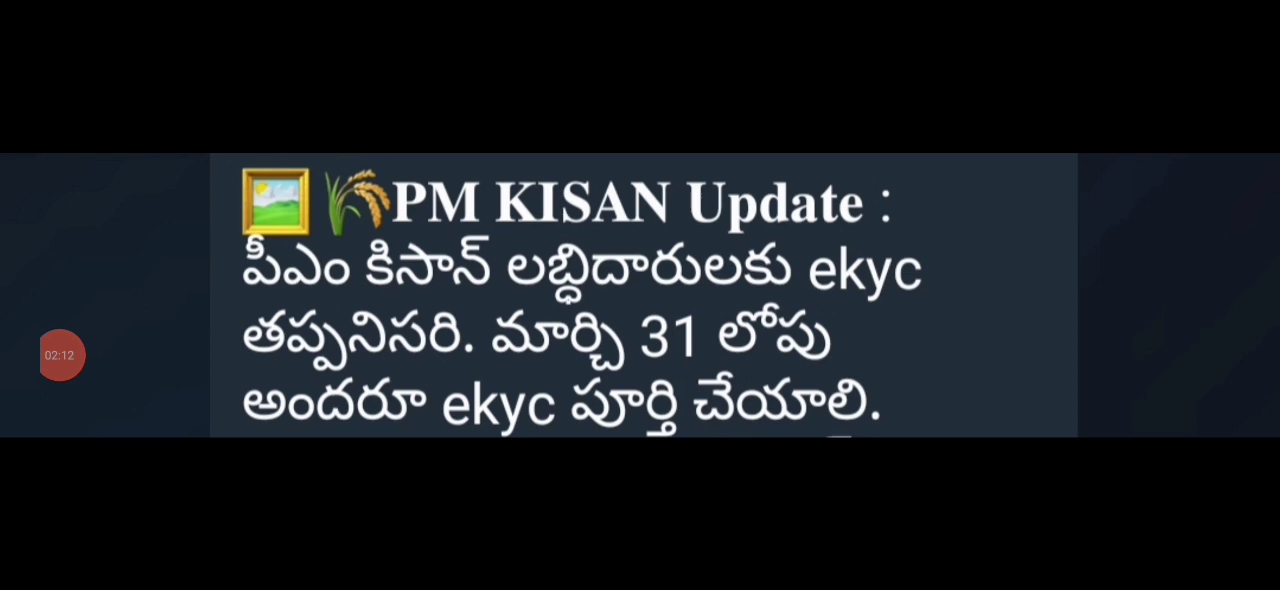 🖼️🌾PM KISAN Update :
పీఎం కిసాన్ లబ్ధిదారులకు ekyc
తప్పనిసరి. మార్చి 31 లోపు
అందరూ ekyc పూర్తి చేయాలి.
02:12